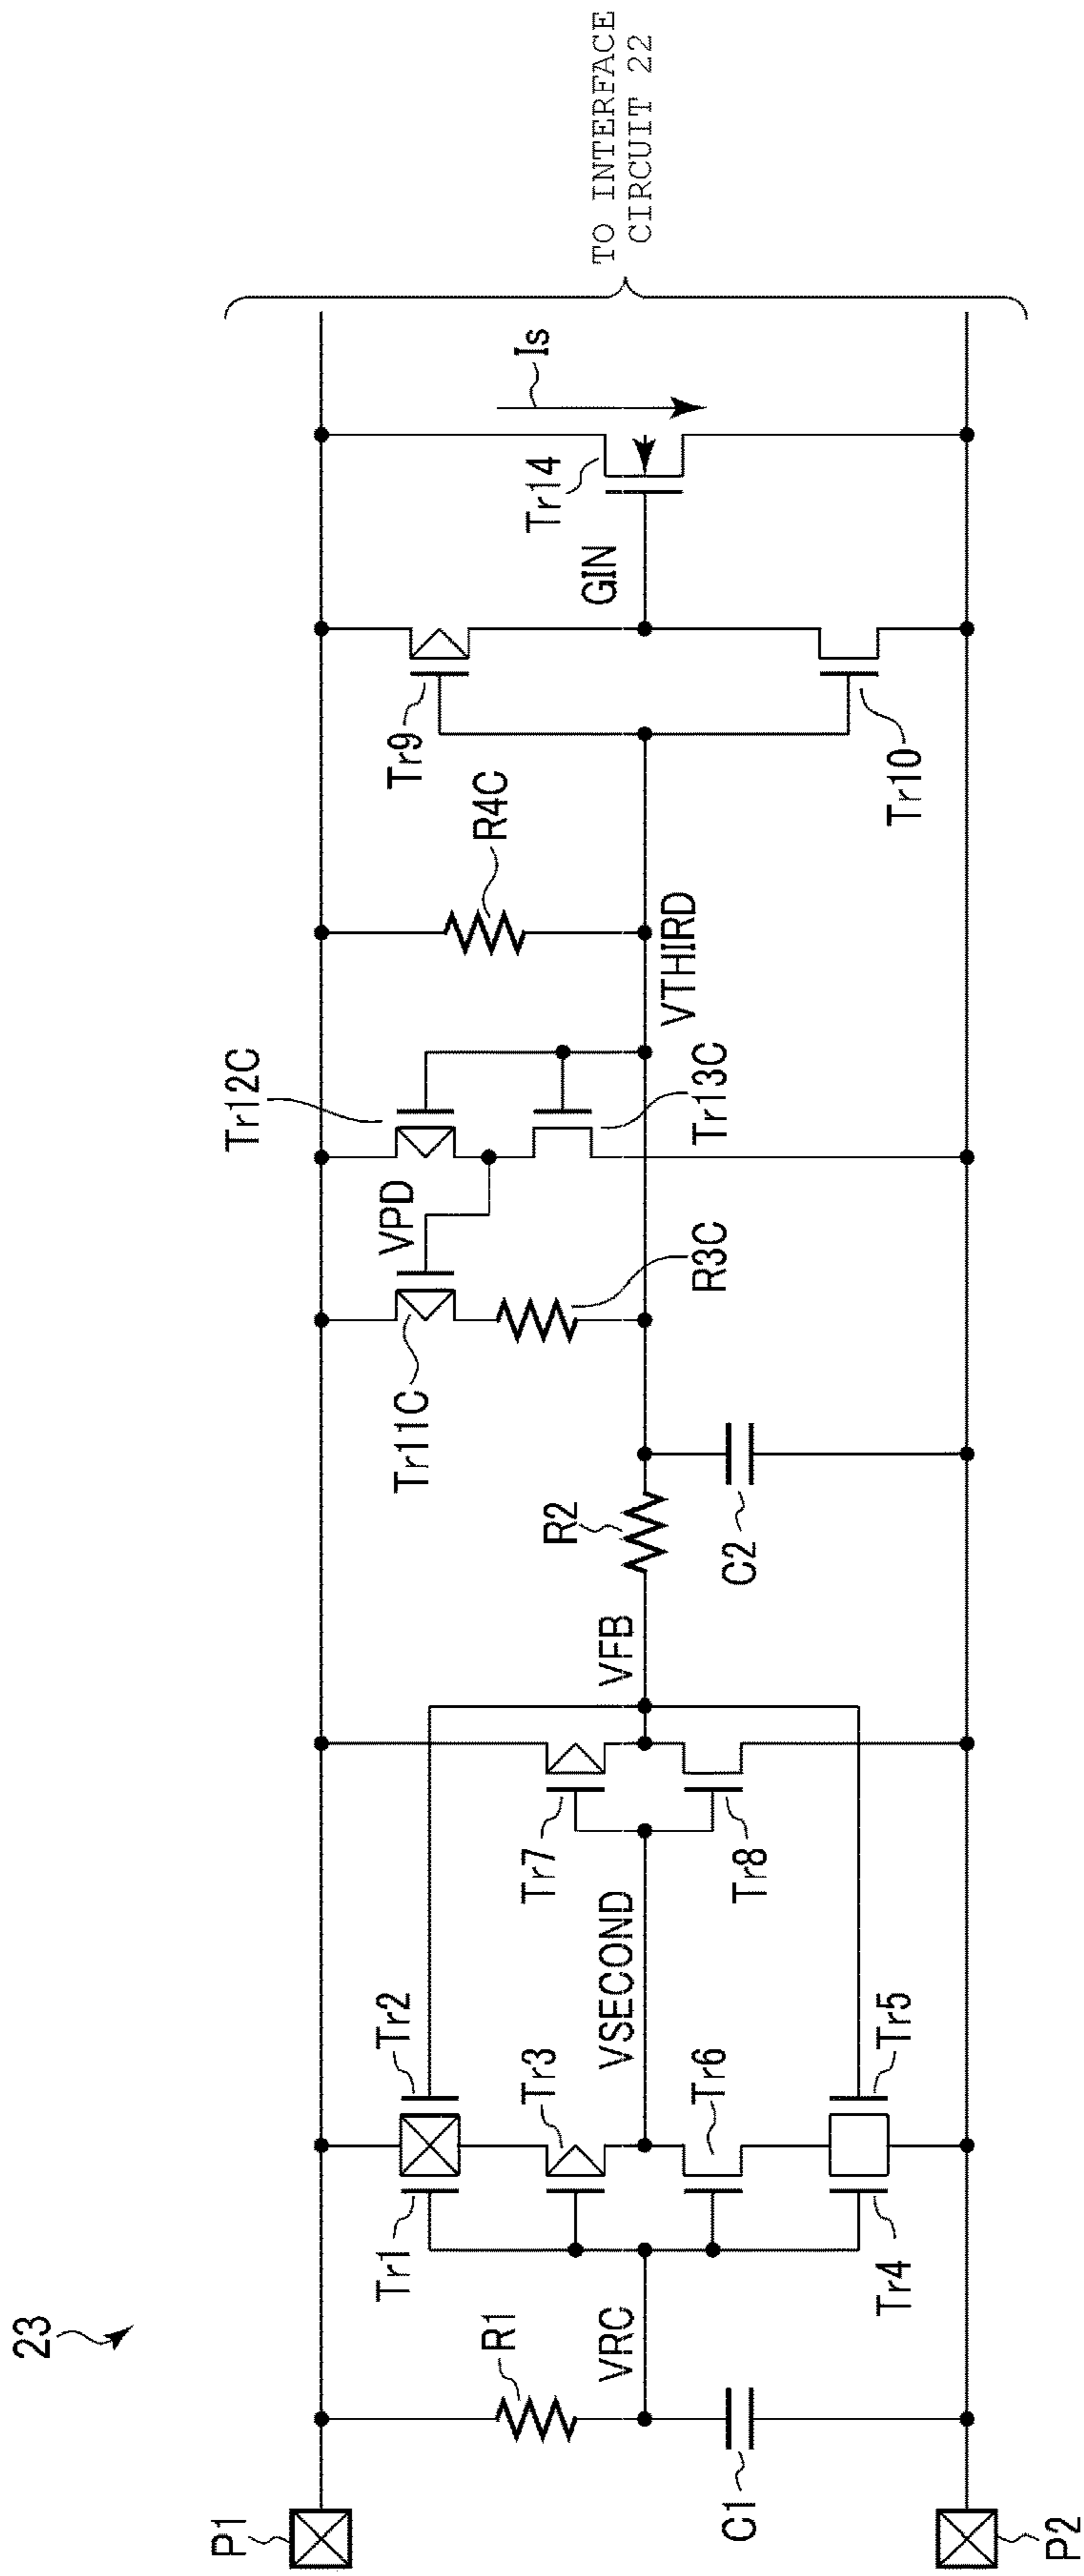 23
P1
R1
VRC
C1
P2
Tr1
Tr2
Tr3
VSECOND
Tr6
Tr4
Tr5
Tr7
Tr8
VFB
R2
C2
Tr11C
VPD
Tr12C
R3C
Tr13C
VTHIRD
R4C
Tr9
Tr10
GIN
Tr14
Is
TO INTERFACE
CIRCUIT 22